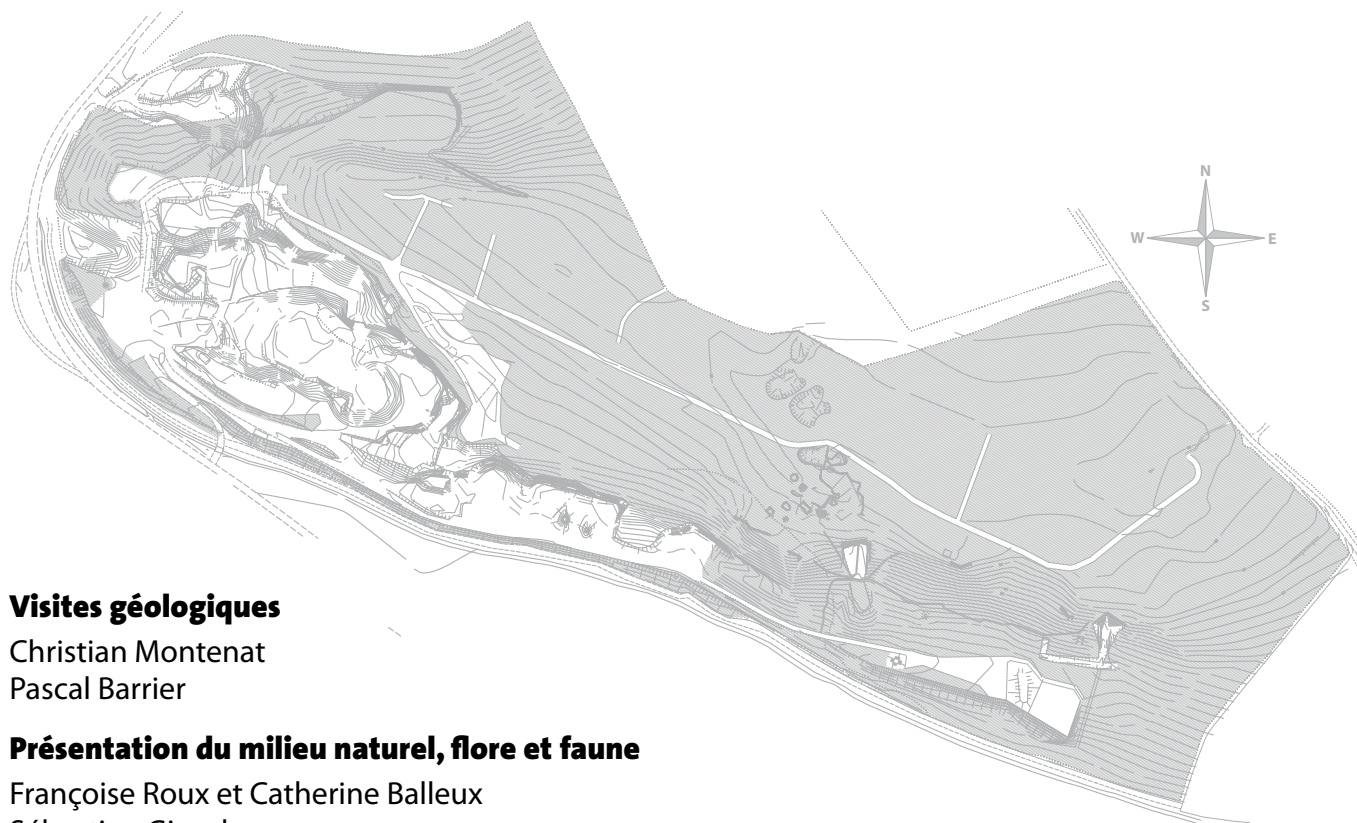 N
W E
S
Visites géologiques
Christian Montenat
Pascal Barrier
Présentation du milieu naturel, flore et faune
Françoise Roux et Catherine Balleux